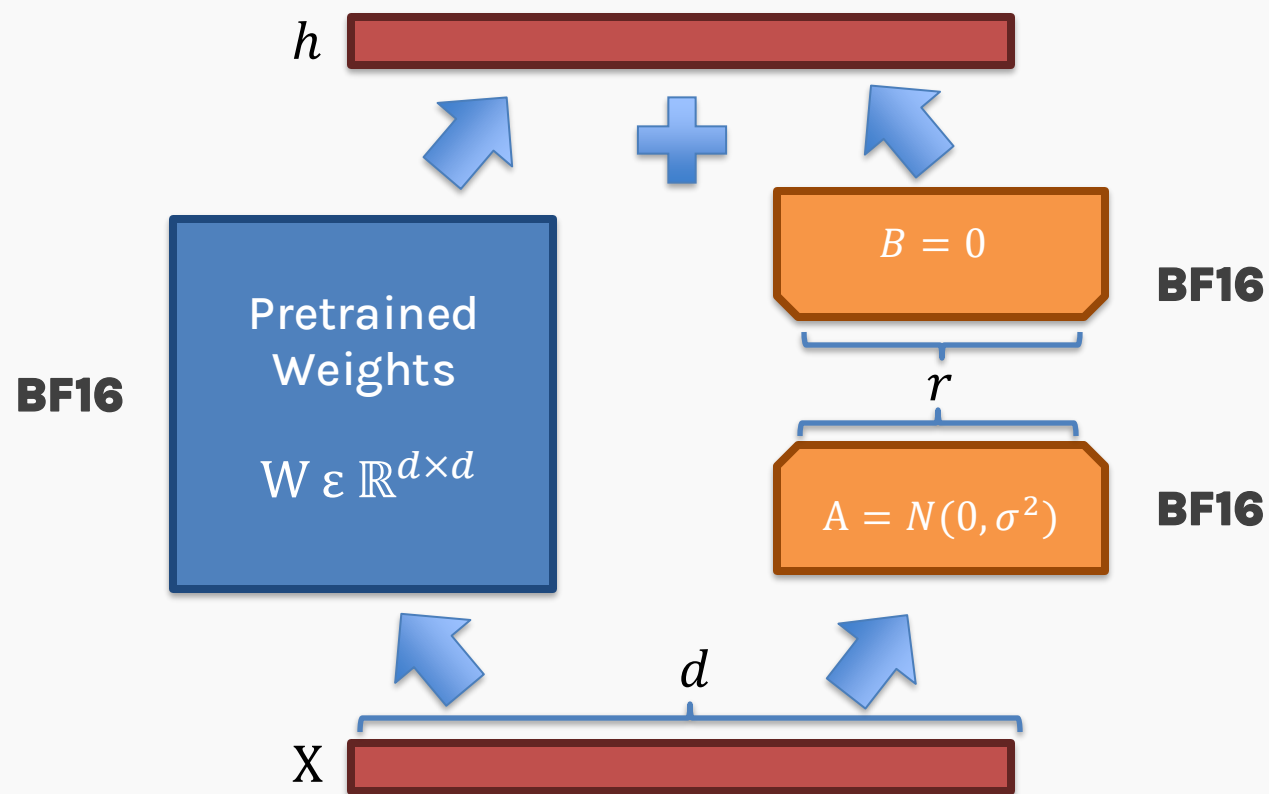 h
B = 0
BF16
Pretrained
Weights
BF16
r
W ε ℝ^{d×d}
A = N(0, σ²)
BF16
d
X